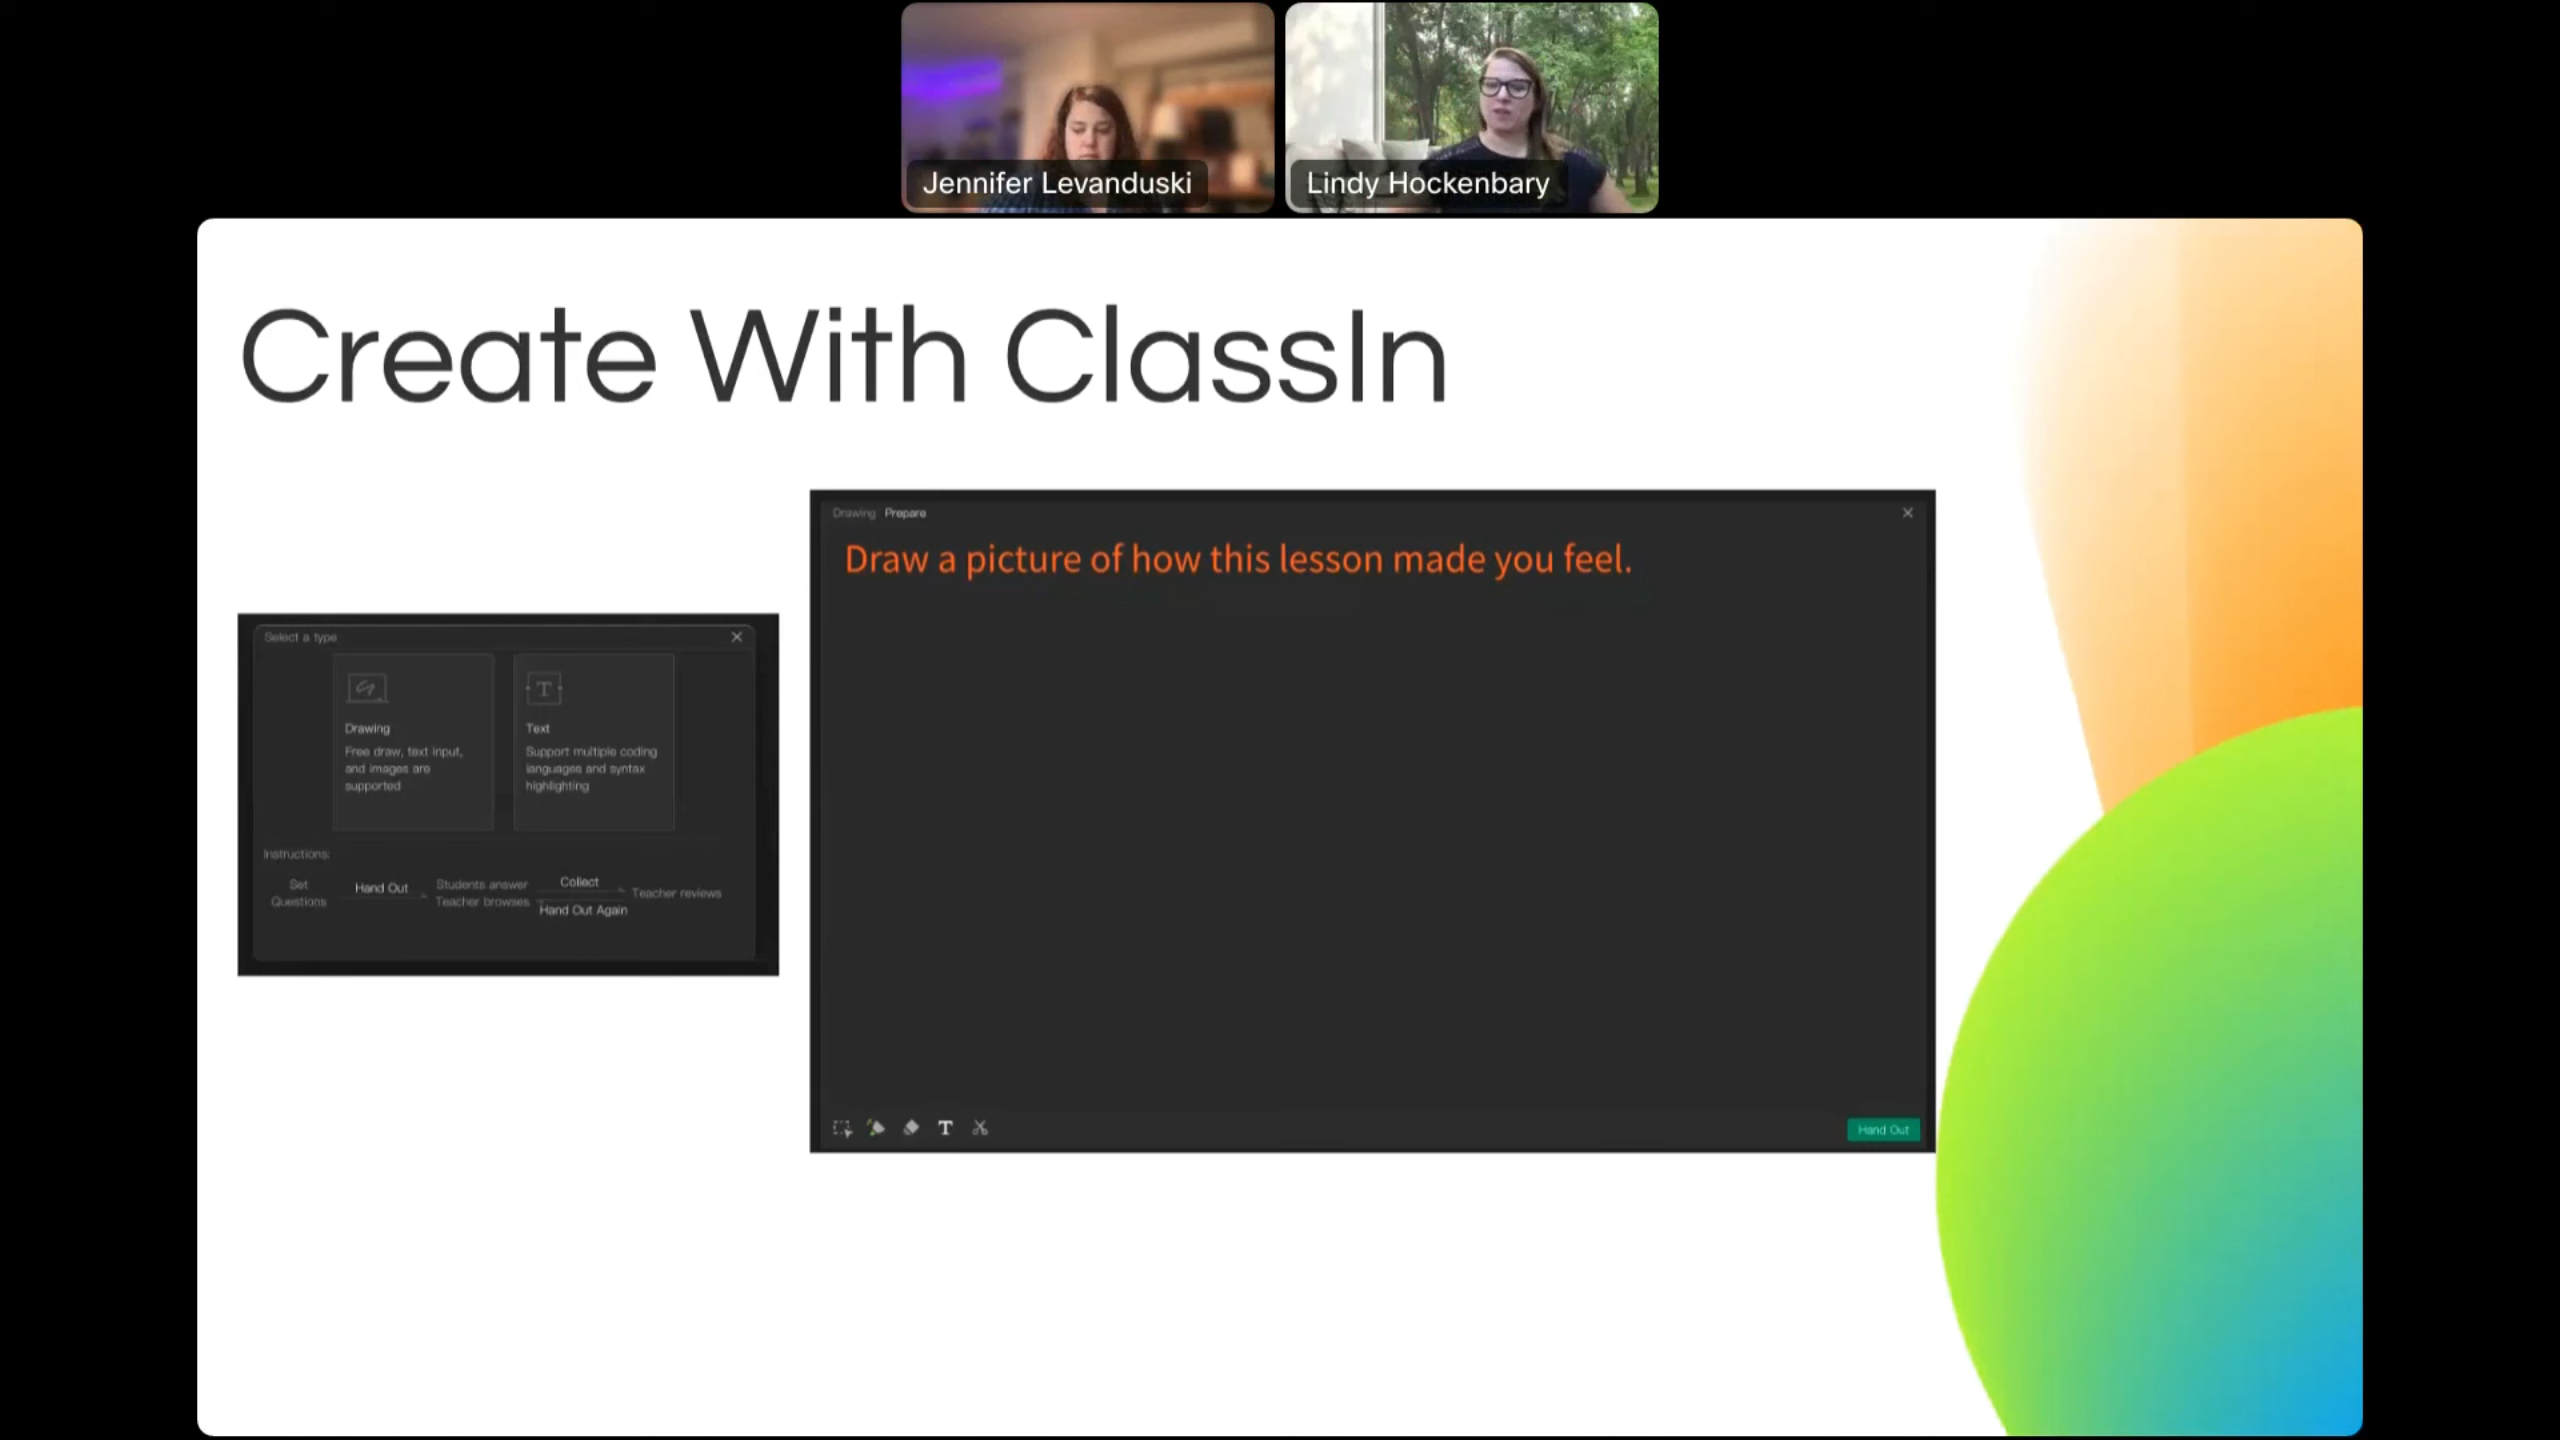 Jennifer Levanduski
Lindy Hockenbary
Create With ClassIn
Drawing Prepare
Draw a picture of how this lesson made you feel.
Select a type
Drawing
Free draw, text input,
and images are
supported
T
Text
Support multiple coding
languages and syntax
highlighting
Instructions:
Set
Questions
Hand Out
Students answer
Teacher browses
Collect
Hand Out Again
Teacher reviews
T
Hand Out